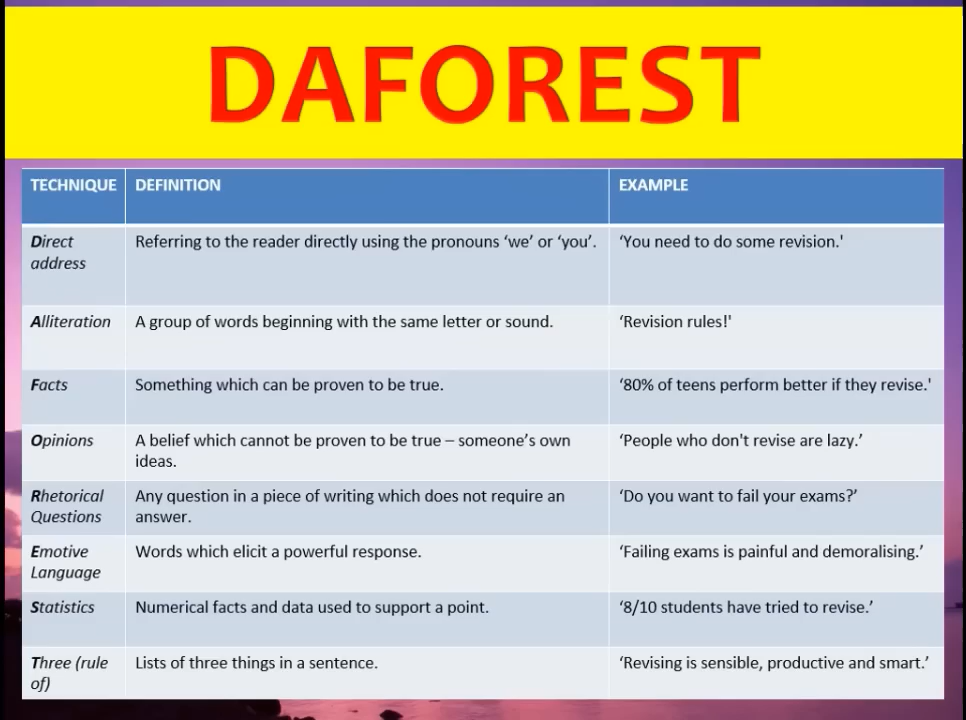 DAFOREST
TECHNIQUE DEFINITION EXAMPLE
Direct address Referring to the reader directly using the pronouns ‘we’ or ‘you’. ‘You need to do some revision.'
Alliteration A group of words beginning with the same letter or sound. ‘Revision rules!'
Facts Something which can be proven to be true. ‘80% of teens perform better if they revise.'
Opinions A belief which cannot be proven to be true – someone’s own ideas. ‘People who don't revise are lazy.’
Rhetorical Questions Any question in a piece of writing which does not require an answer. ‘Do you want to fail your exams?’
Emotive Language Words which elicit a powerful response. ‘Failing exams is painful and demoralising.’
Statistics Numerical facts and data used to support a point. ‘8/10 students have tried to revise.’
Three (rule of) Lists of three things in a sentence. ‘Revising is sensible, productive and smart.’